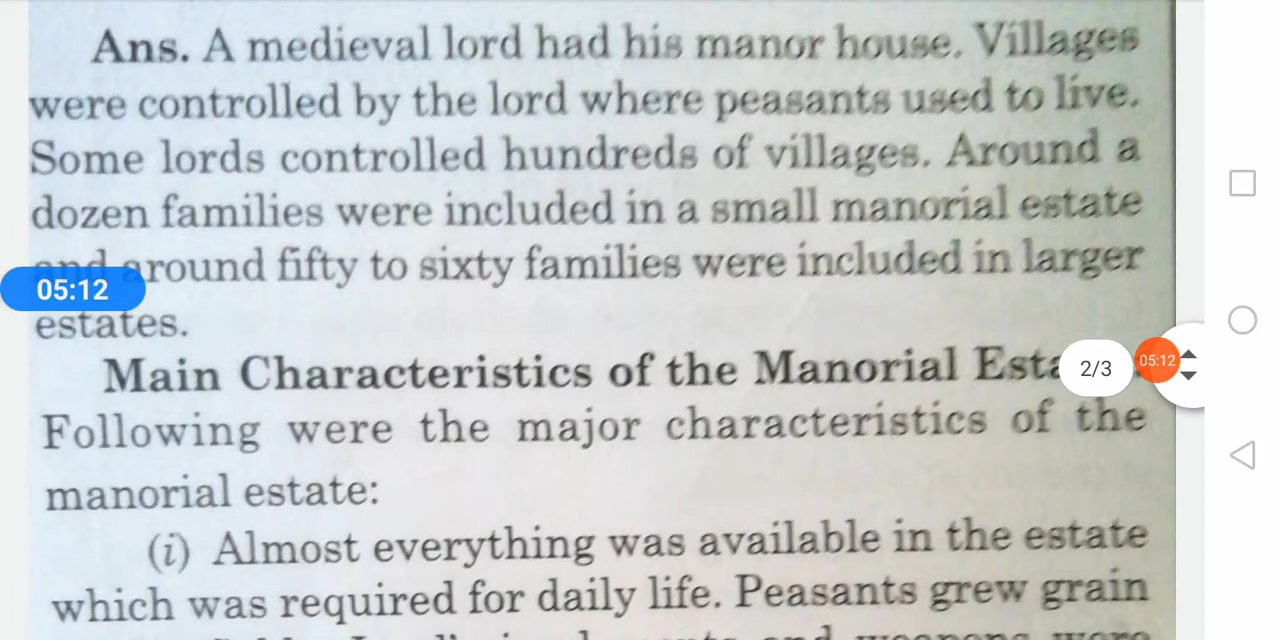 Ans. A medieval lord had his manor house. Villages
were controlled by the lord where peasants used to live.
Some lords controlled hundreds of villages. Around a
dozen families were included in a small manorial estate
and around fifty to sixty families were included in larger
05:12
estates.
Main Characteristics of the Manorial
2/3
05:12
Following were the major characteristics of the
manorial estate:
(i) Almost everything was available in the estate
which was required for daily life. Peasants grew grain
and weapons were